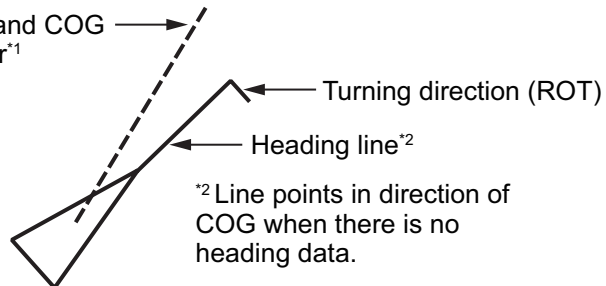 and COG
r*1
Turning direction (ROT)
Heading line*2
*2 Line points in direction of
COG when there is no
heading data.